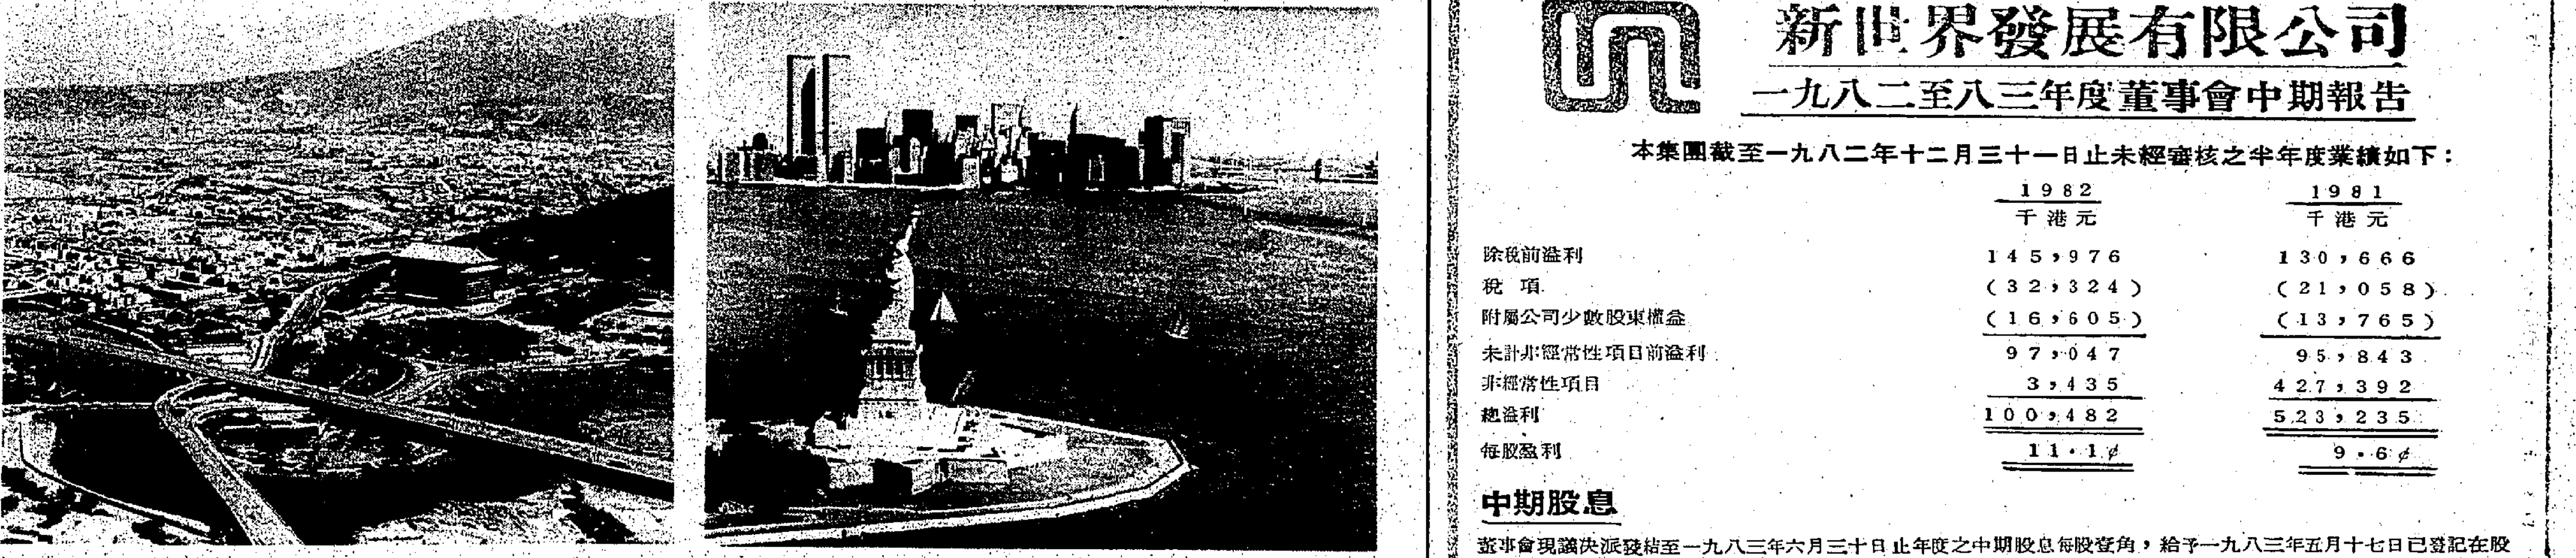 新世界發展有限公司
一九八二至八三年度董事會中期報告
本集團截至一九八二年十二月三十一日止未經審核之半年度業績如下：
1982 1981
千港元 千港元
除稅前溢利 145,976 130,666
稅項 (32,324) (21,058)
附屬公司少數股東權益 (16,605) (13,765)
未計非經常性項目前溢利 97,047 95,843
非經常性項目 3,435 427,392
總溢利 100,482 523,235
每股盈利 11.1¢ 9.6¢
中期股息
董事會現議決派發結至一九八三年六月三十日止年度之中期股息每股壹角，給予一九八三年五月十七日已登記在股